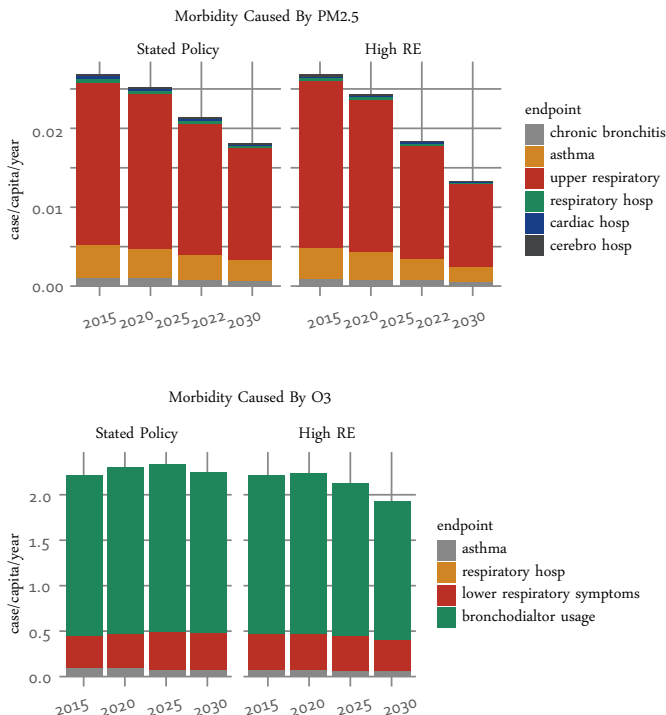 Morbidity Caused By PM2.5
Stated Policy
High RE
case/capita/year
0.02
0.01
0.00
2015 2020 2025 2022 2030
2015 2020 2025 2022 2030
endpoint
chronic bronchitis
asthma
upper respiratory
respiratory hosp
cardiac hosp
cerebro hosp
Morbidity Caused By O3
Stated Policy
High RE
case/capita/year
2.0
1.5
1.0
0.5
0.0
2015 2020 2025 2030
2015 2020 2025 2030
endpoint
asthma
respiratory hosp
lower respiratory symptoms
bronchodialtor usage